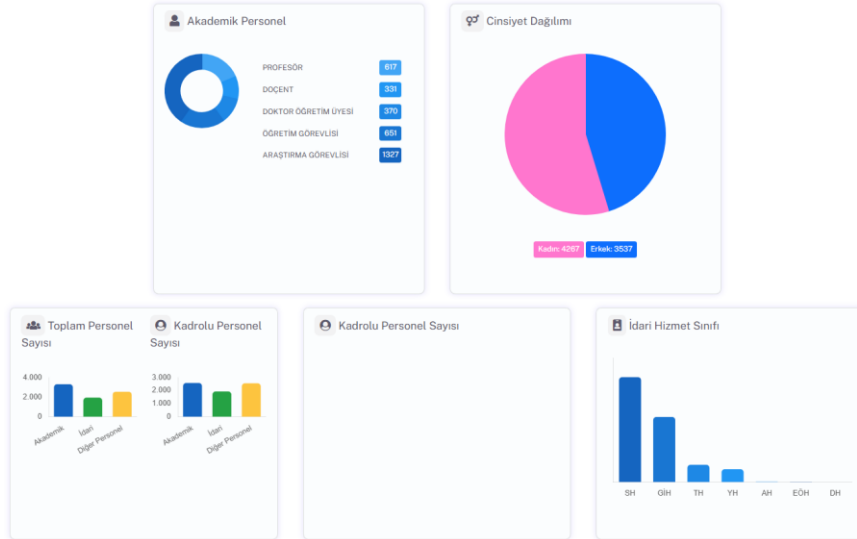 Akademik Personel
PROFESÖR 617
DOÇENT 331
DOKTOR ÖĞRETİM ÜYESİ 370
ÖĞRETİM GÖREVLİSİ 651
ARAŞTIRMA GÖREVLİSİ 1327
Cinsiyet Dağılımı
Kadın: 4267 Erkek: 3537
Toplam Personel
Sayısı
4.000
2.000
0
Akademik İdari Diğer Personel
Kadrolu Personel
Sayısı
3.000
2.000
1.000
0
Akademik İdari Diğer Personel
Kadrolu Personel Sayısı
İdari Hizmet Sınıfı
SH GİH TH YH AH EÖH DH